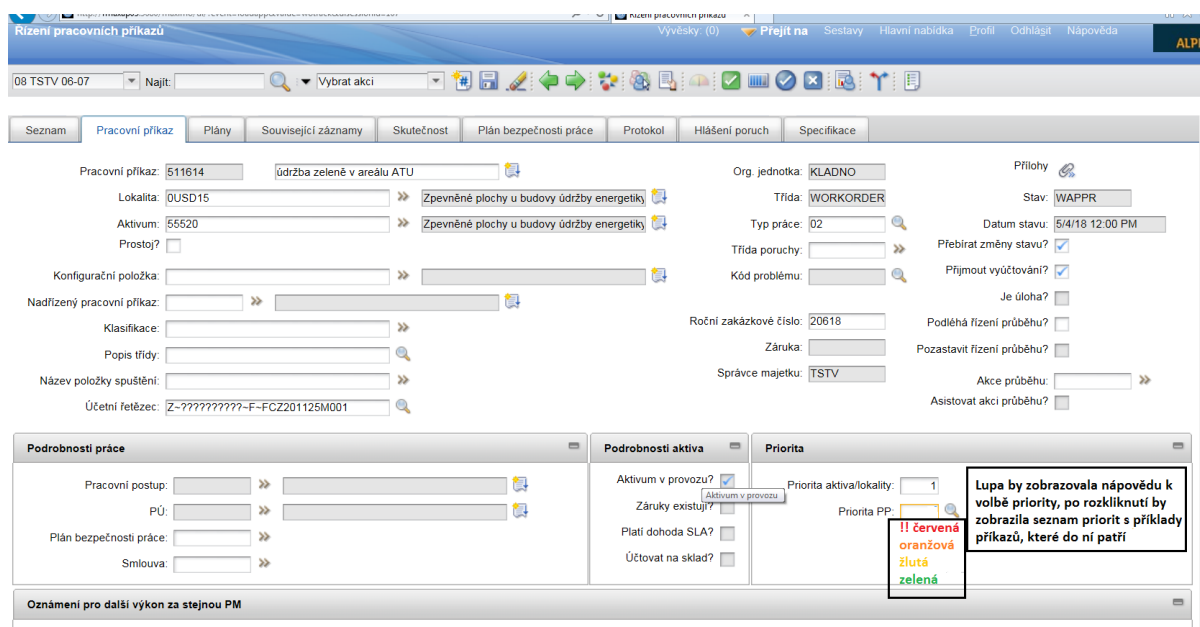 Rízení pracovních příkazů
Rízení pracovních příkazů
Vývěsky: (0)
Přejít na
Sestavy
Hlavní nabídka
Profil
Odhlásit
Nápověda
ALP
08 TSTV 06-07
Najít:
Vybrat akci
Seznam
Pracovní příkaz
Plány
Související záznamy
Skutečnost
Plán bezpečnosti práce
Protokol
Hlášení poruch
Specifikace
Pracovní příkaz: 511614
údržba zeleně v areálu ATU
Org. jednotka: KLADNO
Přílohy
Lokalita: 0USD15
Zpevněné plochy u budovy údržby energetiky
Třída: WORKORDER
Stav: WAPPR
Aktivum: 55520
Zpevněné plochy u budovy údržby energetiky
Typ práce: 02
Datum stavu: 5/4/18 12:00 PM
Prostoj?
Třída poruchy:
Přebírat změny stavu?
Konfigurační položka:
Kód problému:
Přijmout vyúčtování?
Nadřízený pracovní příkaz:
Je úloha?
Klasifikace:
Roční zakázkové číslo: 20618
Podléhá řízení průběhu?
Popis třídy:
Záruka:
Pozastavit řízení průběhu?
Název položky spuštění:
Správce majetku: TSTV
Akce průběhu:
Účetní řetězec: Z~??????????~F~FCZ201125M001
Asistovat akci průběhu?
Podrobnosti práce
Podrobnosti aktiva
Priorita
Pracovní postup:
PÚ:
Plán bezpečnosti práce:
Smlouva:
Aktivum v provozu?
Aktivum v provozu
Záruky existují?
Platí dohoda SLA?
Účtovat na sklad?
Priorita aktiva/lokality: 1
Priorita PP:
!! červená
oranžová
žlutá
zelená
Lupa by zobrazovala nápovědu k
volbě priority, po rozkliknutí by
zobrazila seznam priorit s příklady
příkazů, které do ní patří
Oznámení pro další výkon za stejnou PM